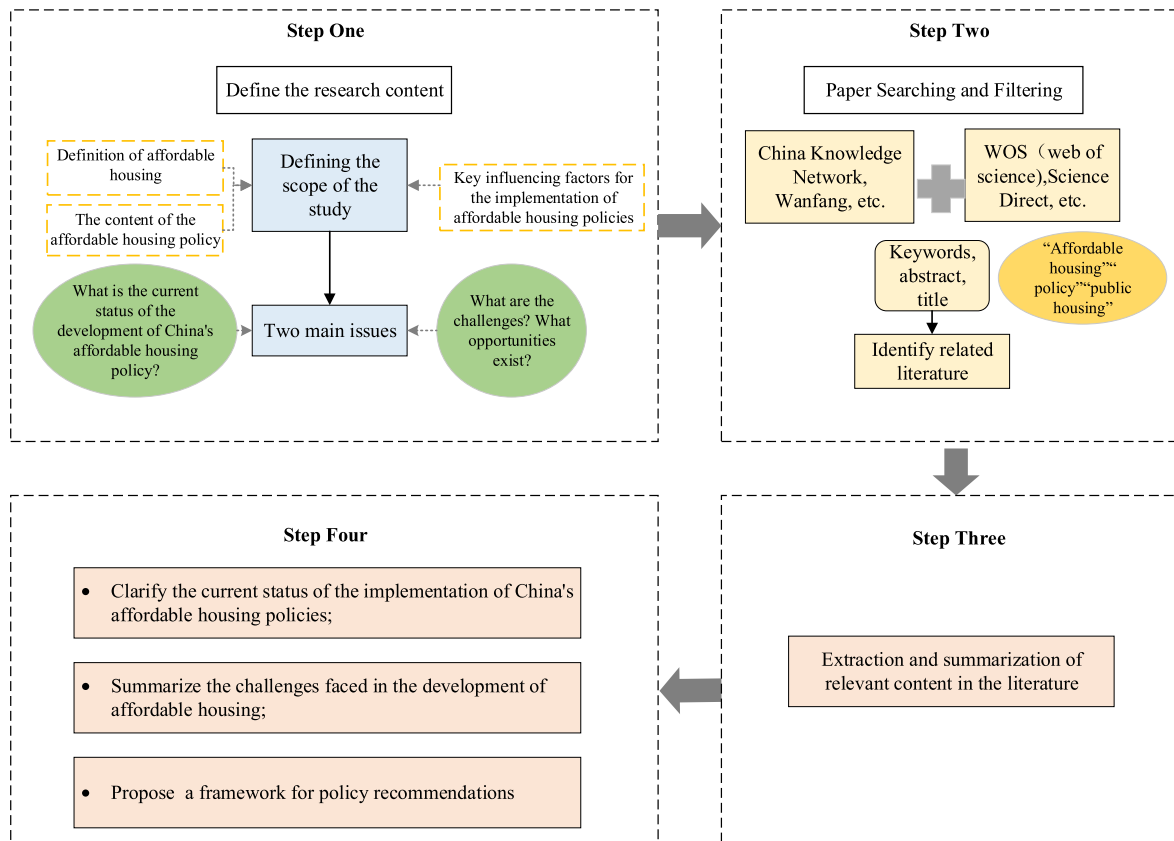 Step One
Define the research content
Definition of affordable
housing
The content of the
affordable housing policy
Defining the
scope of the
study
Key influencing factors for
the implementation of
affordable housing policies
What is the current
status of the
development of China's
affordable housing
policy?
Two main issues
What are the
challenges? What
opportunities
exist?
Step Two
Paper Searching and Filtering
China Knowledge
Network,
Wanfang, etc.
WOS（web of
science),Science
Direct, etc.
Keywords,
abstract,
title
“Affordable
housing”“
policy”“public
housing”
Identify related
literature
Step Three
Extraction and summarization of
relevant content in the literature
Step Four
• Clarify the current status of the implementation of China's
affordable housing policies;
• Summarize the challenges faced in the development of
affordable housing;
• Propose a framework for policy recommendations